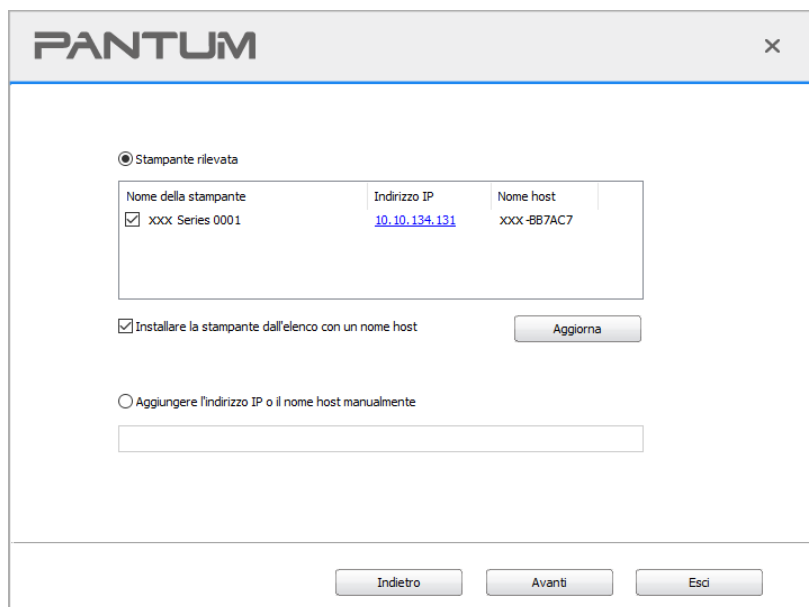 PANTUM
Stampante rilevata
Nome della stampante Indirizzo IP Nome host
XXX Series 0001 10.10.134.131 XXX-BB7AC7
Installare la stampante dall'elenco con un nome host Aggiorna
Aggiungere l'indirizzo IP o il nome host manualmente
Indietro Avanti Esci